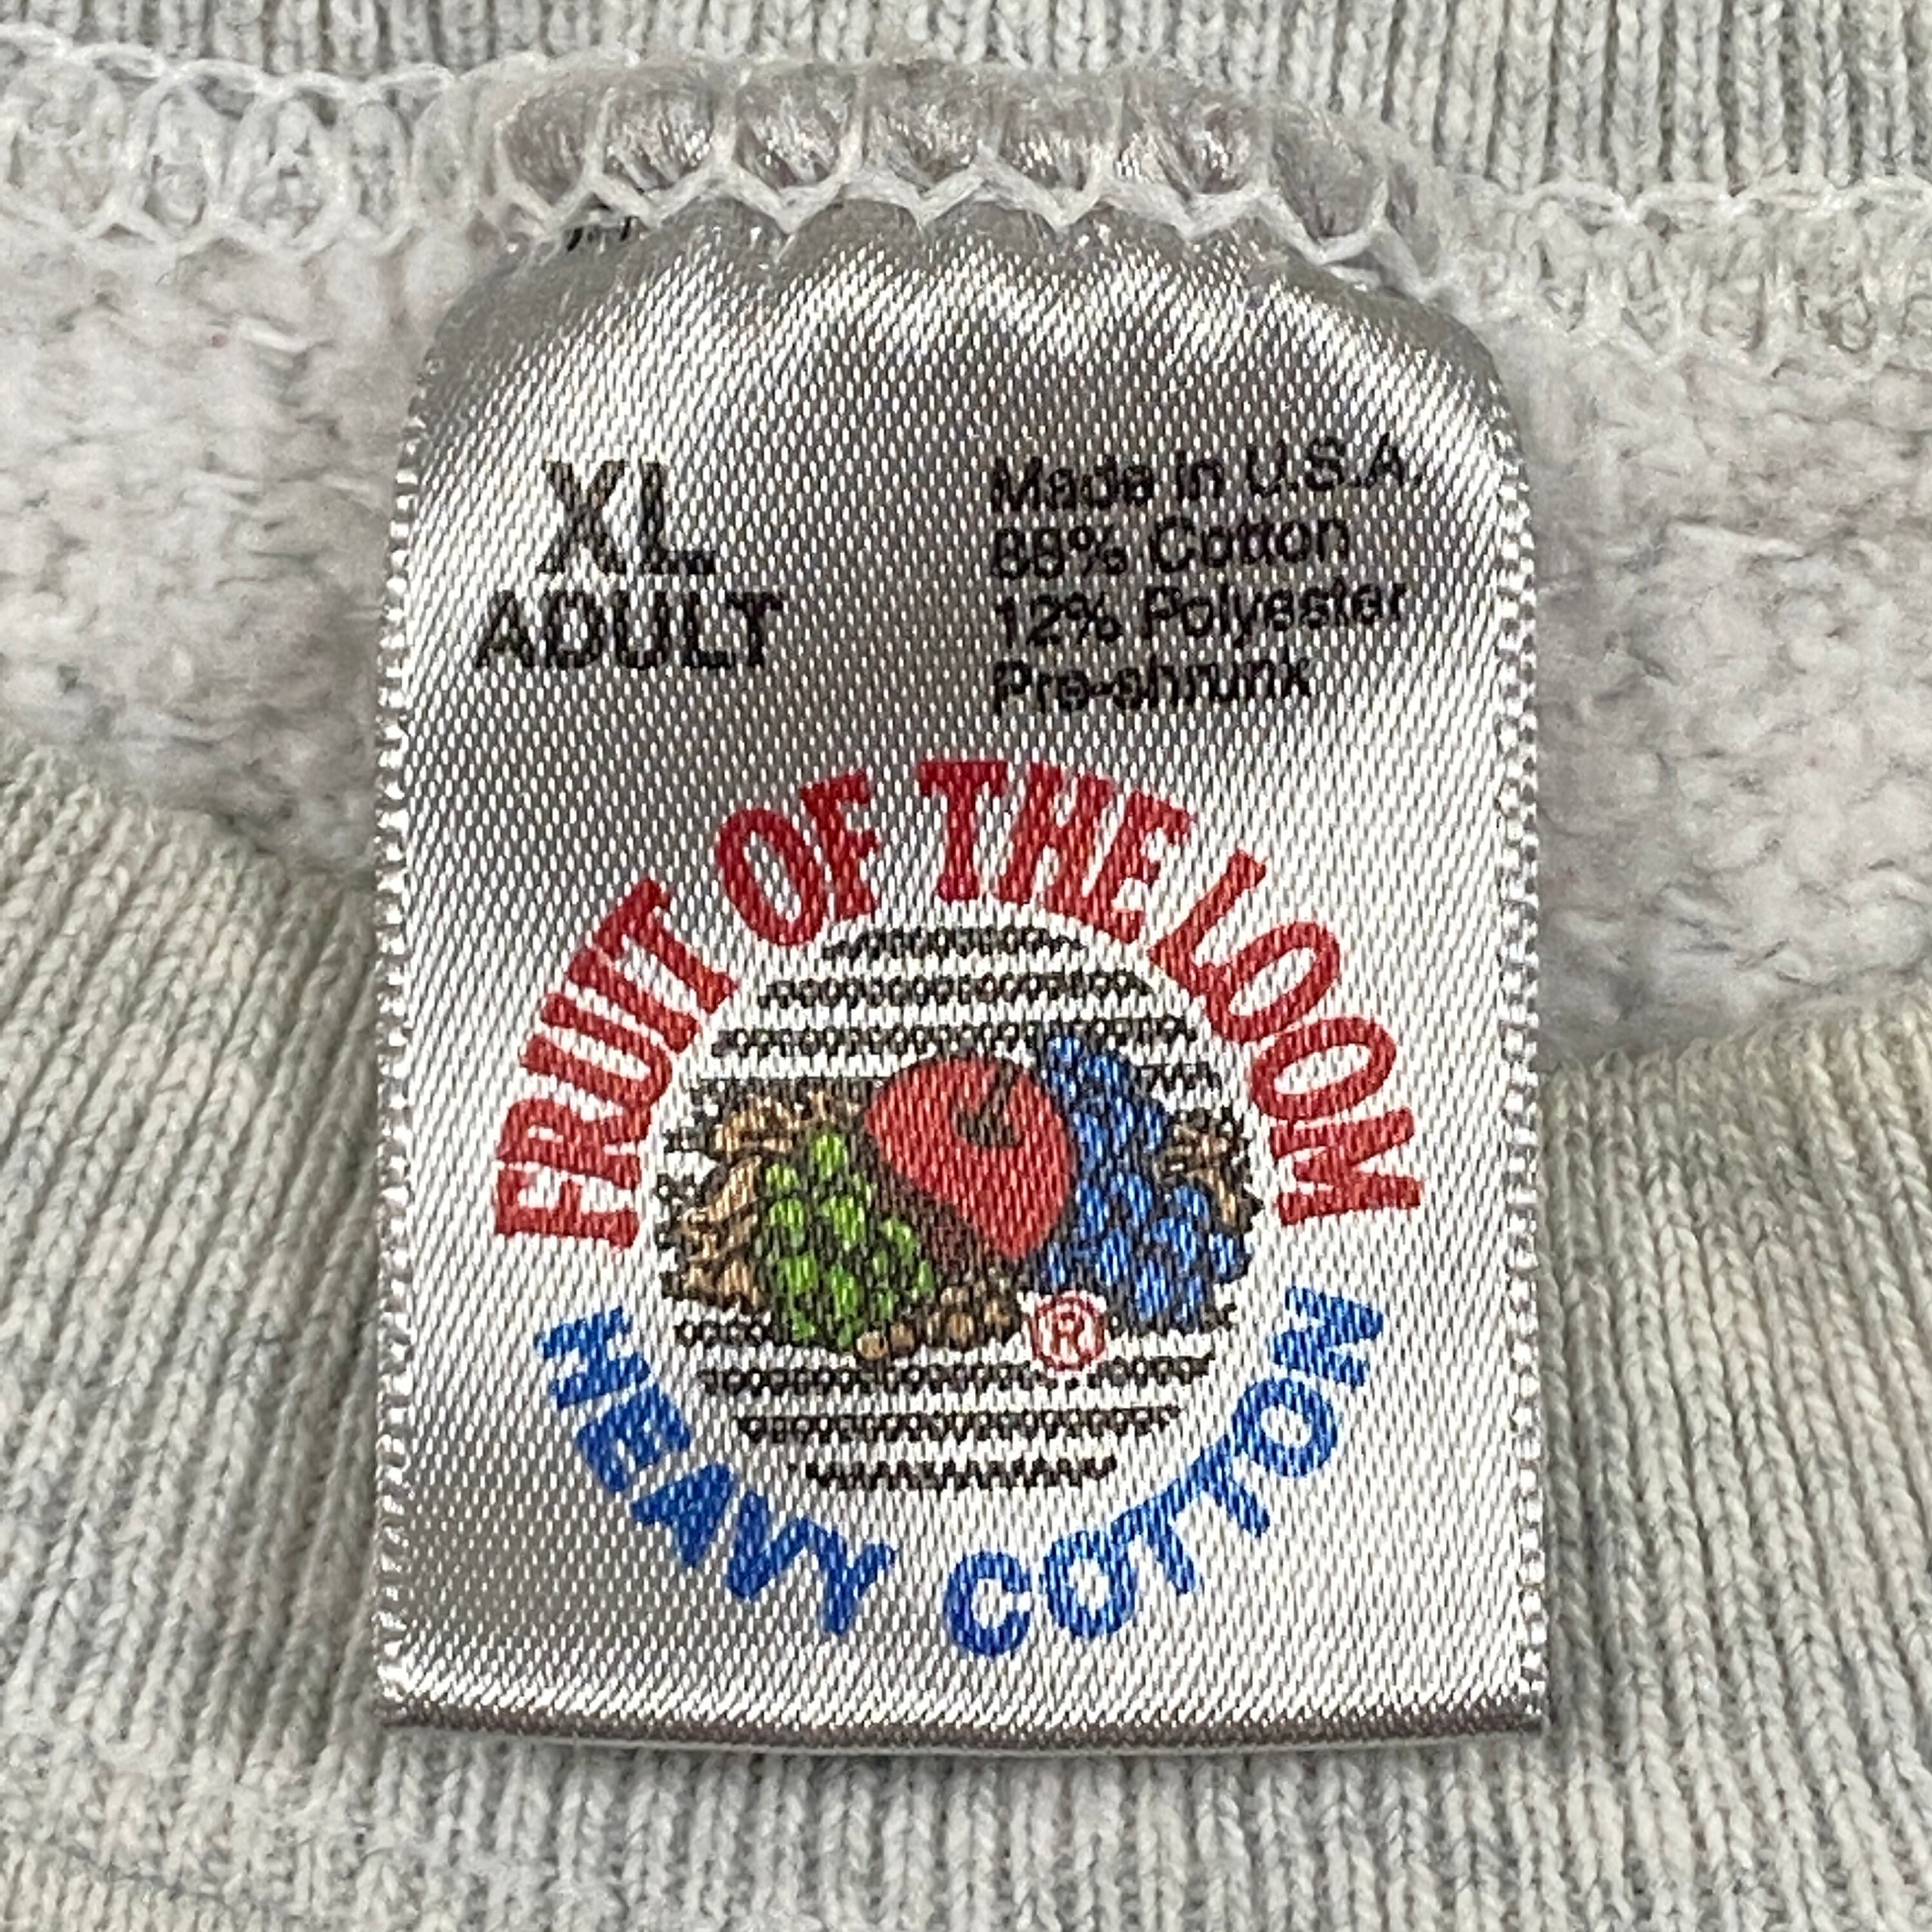 XL
ADULT
Made in U.S.A.
88% Cotton
12% Polyester
Pre-shrunk
FRUIT OF THE LOOM
®
HEAVY COTTON